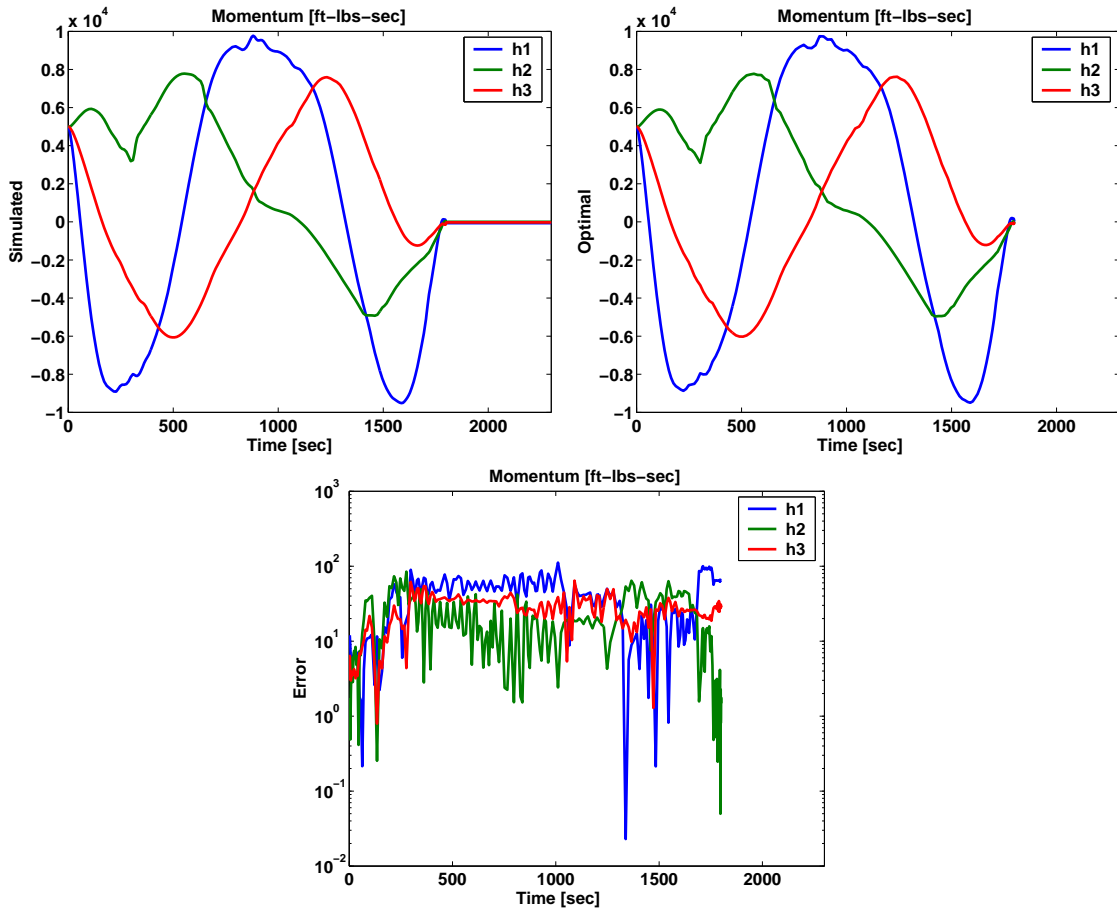 Momentum [ft−lbs−sec]
x 10^4
1
0.8
0.6
0.4
0.2
0
−0.2
−0.4
−0.6
−0.8
−1
Simulated
0 500 1000 1500 2000
Time [sec]
h1
h2
h3
Momentum [ft−lbs−sec]
x 10^4
1
0.8
0.6
0.4
0.2
0
−0.2
−0.4
−0.6
−0.8
−1
Optimal
0 500 1000 1500 2000
Time [sec]
h1
h2
h3
Momentum [ft−lbs−sec]
10^3
10^2
10^1
10^0
10^−1
10^−2
Error
0 500 1000 1500 2000
Time [sec]
h1
h2
h3